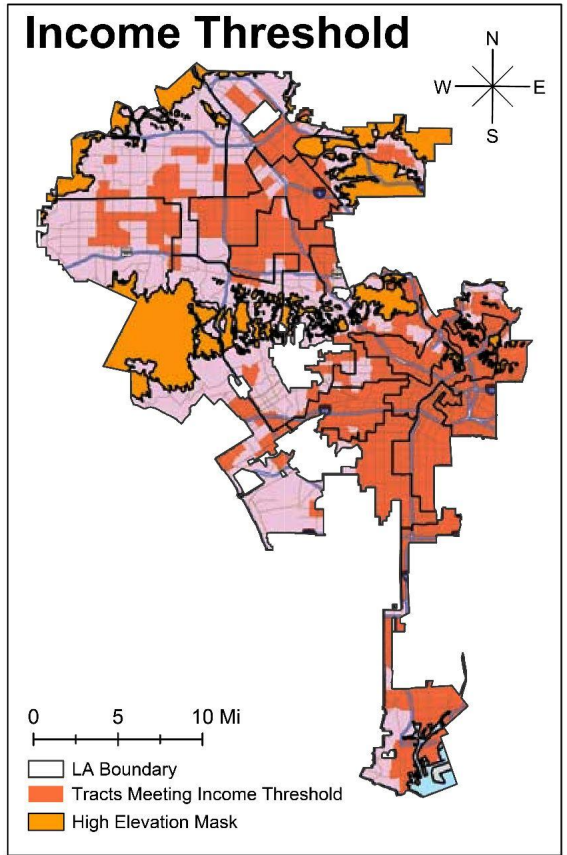 Income Threshold
N
W E
S
0 5 10 Mi
LA Boundary
Tracts Meeting Income Threshold
High Elevation Mask